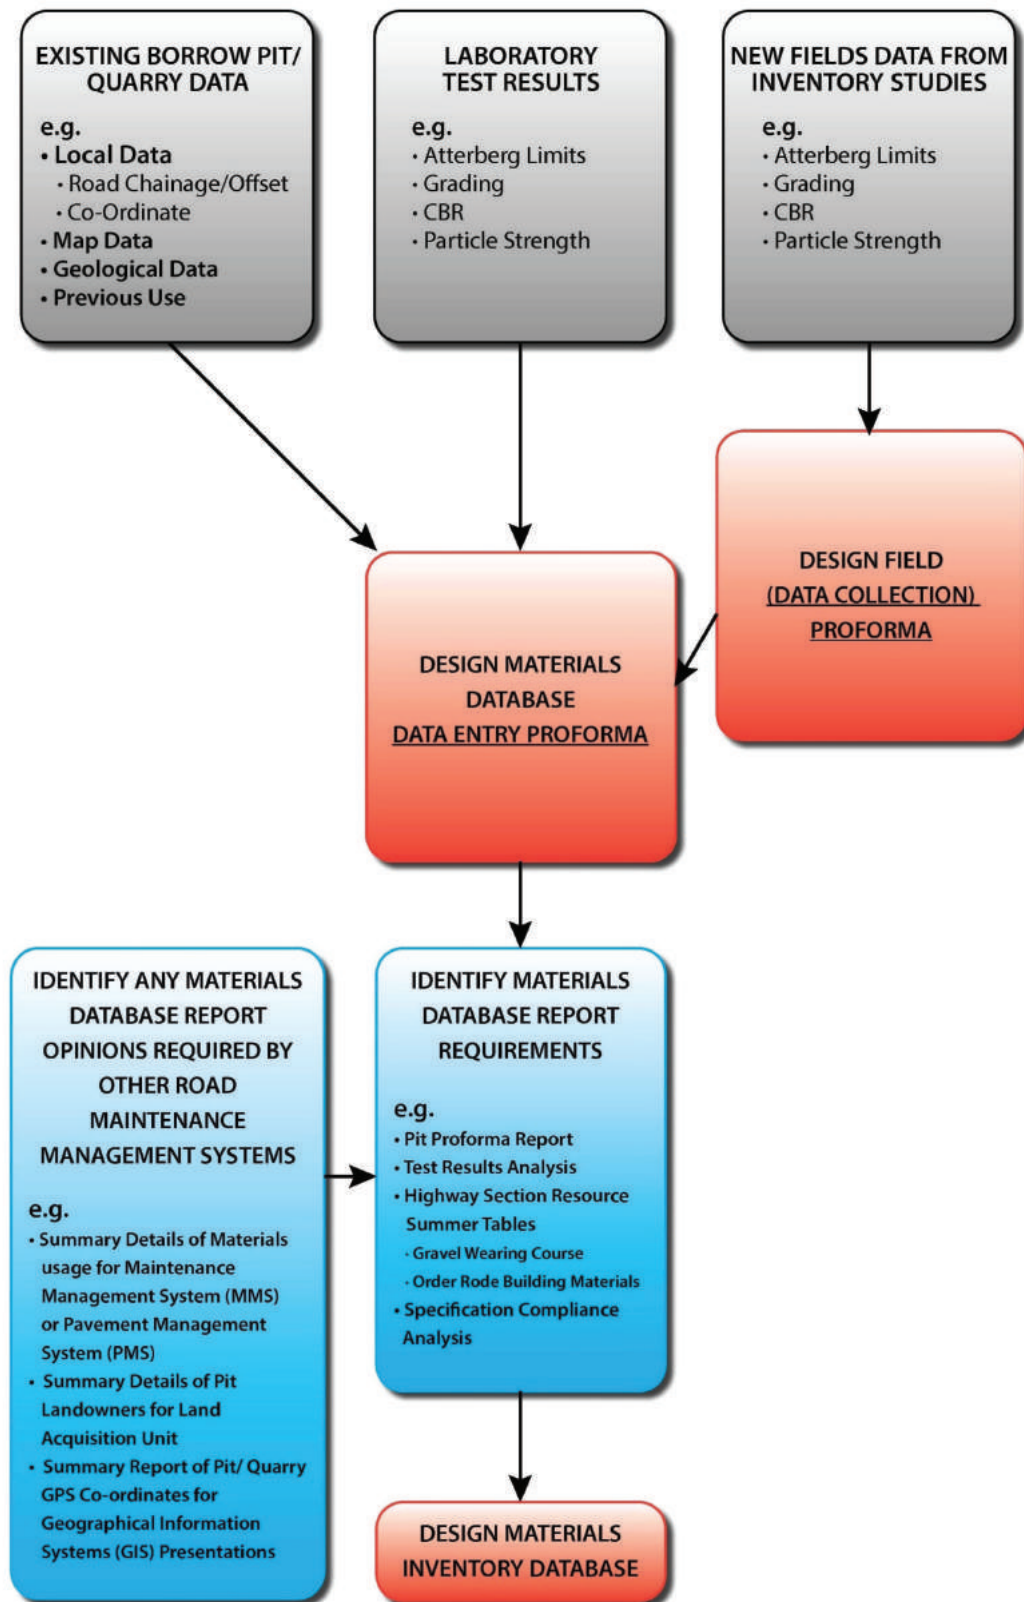 EXISTING BORROW PIT/
QUARRY DATA
e.g.
• Local Data
· Road Chainage/Offset
· Co-Ordinate
• Map Data
• Geological Data
• Previous Use
LABORATORY
TEST RESULTS
e.g.
· Atterberg Limits
· Grading
· CBR
· Particle Strength
NEW FIELDS DATA FROM
INVENTORY STUDIES
e.g.
· Atterberg Limits
· Grading
· CBR
· Particle Strength
DESIGN FIELD
(DATA COLLECTION)
PROFORMA
DESIGN MATERIALS
DATABASE
DATA ENTRY PROFORMA
IDENTIFY ANY MATERIALS
DATABASE REPORT
OPINIONS REQUIRED BY
OTHER ROAD
MAINTENANCE
MANAGEMENT SYSTEMS
e.g.
• Summary Details of Materials
usage for Maintenance
Management System (MMS)
or Pavement Management
System (PMS)
• Summary Details of Pit
Landowners for Land
Acquisition Unit
• Summary Report of Pit/ Quarry
GPS Co-ordinates for
Geographical Information
Systems (GIS) Presentations
IDENTIFY MATERIALS
DATABASE REPORT
REQUIREMENTS
e.g.
• Pit Proforma Report
• Test Results Analysis
• Highway Section Resource
Summer Tables
· Gravel Wearing Course
· Order Rode Building Materials
• Specification Compliance
Analysis
DESIGN MATERIALS
INVENTORY DATABASE